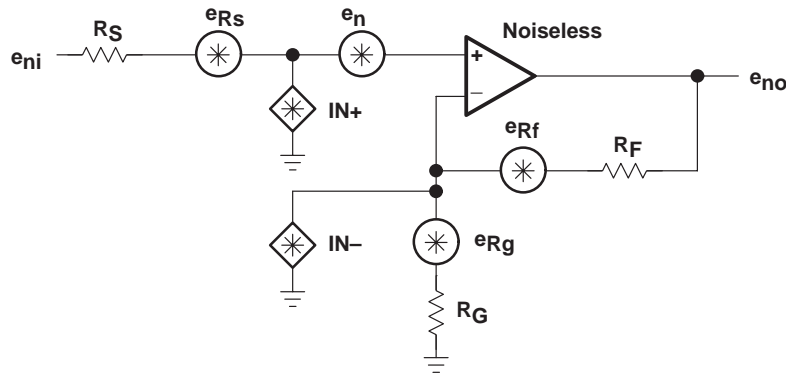 RS
eRs
en
Noiseless
eni
+
IN+
–
eno
eRf
RF
IN–
eRg
RG